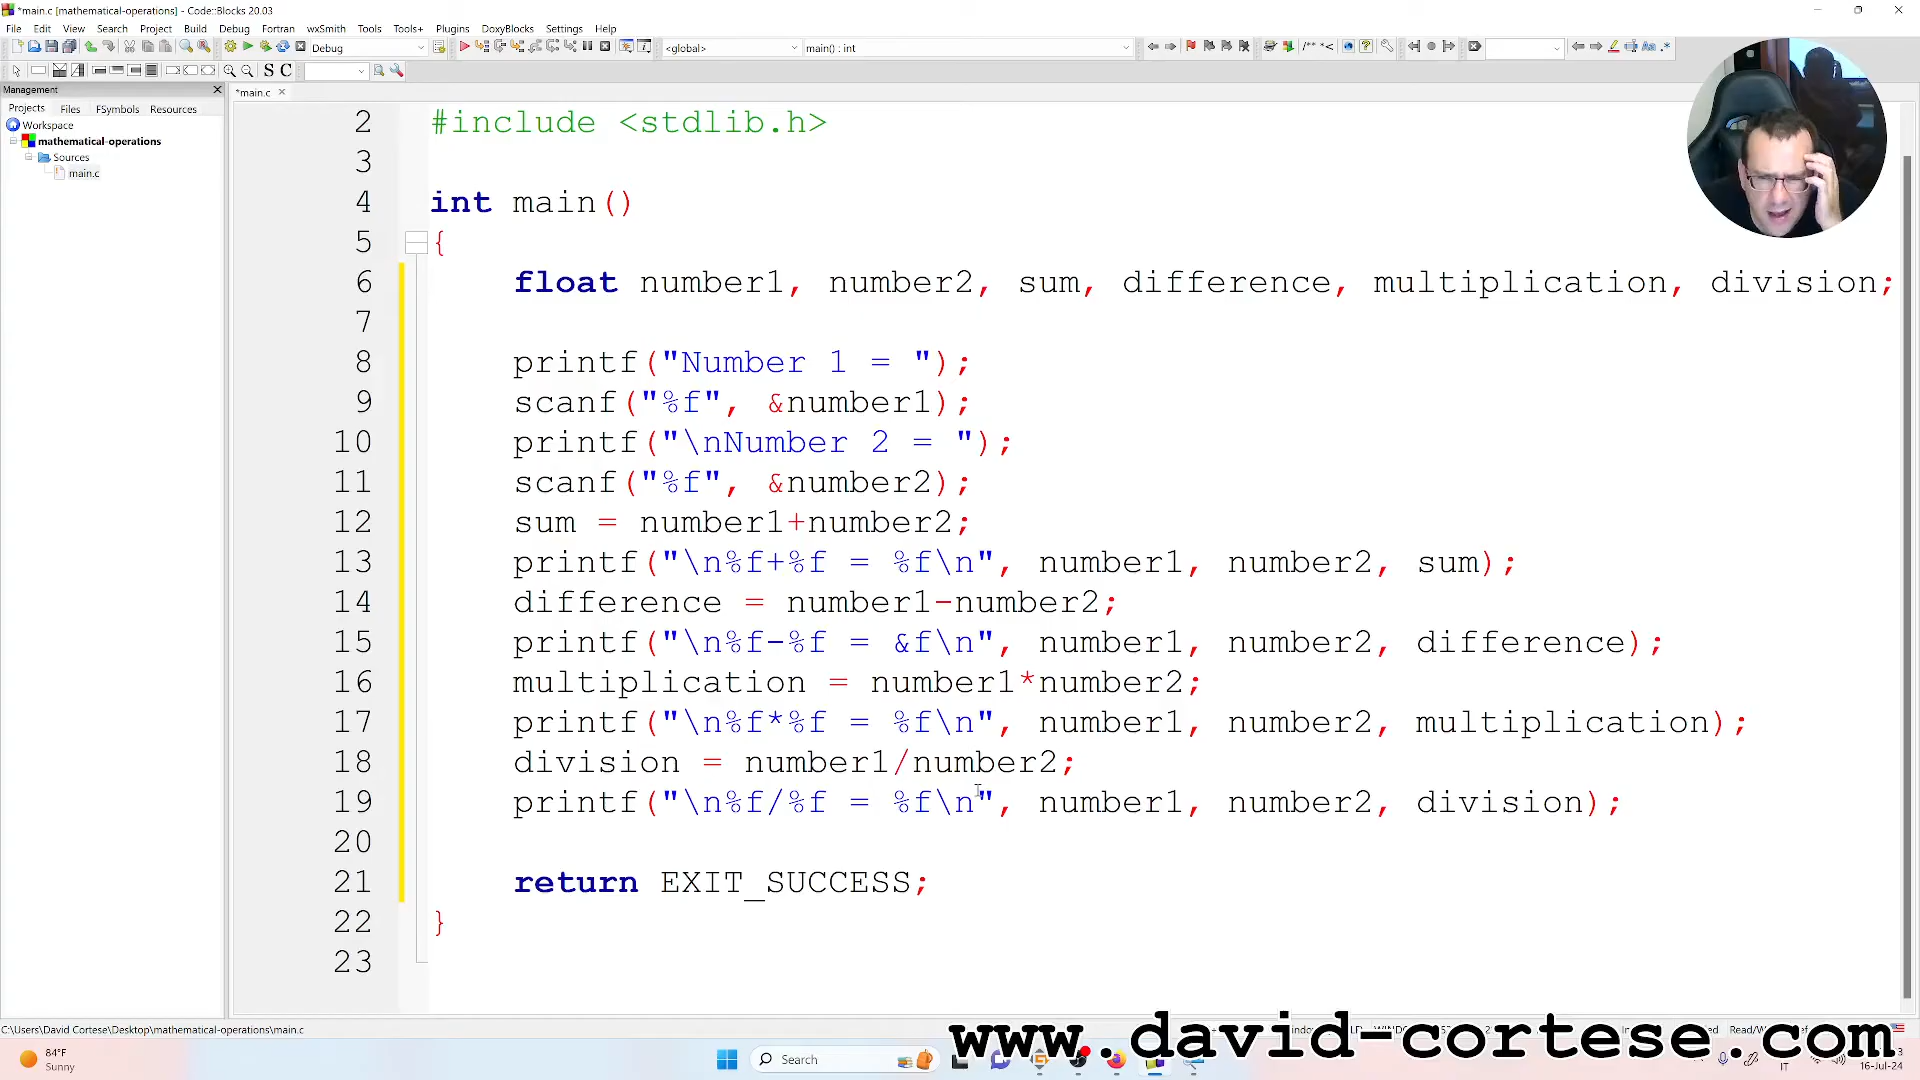 *main.c [mathematical-operations] - Code::Blocks 20.03
File Edit View Search Project Build Debug Fortran wxSmith Tools Tools+ Plugins DoxyBlocks Settings Help
Debug <global> main() : int
S C
Management
Projects Files FSymbols Resources
*main.c
Workspace
mathematical-operations
Sources
main.c
2 #include <stdlib.h>
3
4 int main()
5 {
6 float number1, number2, sum, difference, multiplication, division;
7
8 printf("Number 1 = ");
9 scanf("%f", &number1);
10 printf("\nNumber 2 = ");
11 scanf("%f", &number2);
12 sum = number1+number2;
13 printf("\n%f+%f = %f\n", number1, number2, sum);
14 difference = number1-number2;
15 printf("\n%f-%f = &f\n", number1, number2, difference);
16 multiplication = number1*number2;
17 printf("\n%f*%f = %f\n", number1, number2, multiplication);
18 division = number1/number2;
19 printf("\n%f/%f = %f\n", number1, number2, division);
20
21 return EXIT_SUCCESS;
22 }
23
C:\Users\David Cortese\Desktop\mathematical-operations\main.c
www.david-cortese.com
84°F
Sunny
Search
IT
16-Jul-24